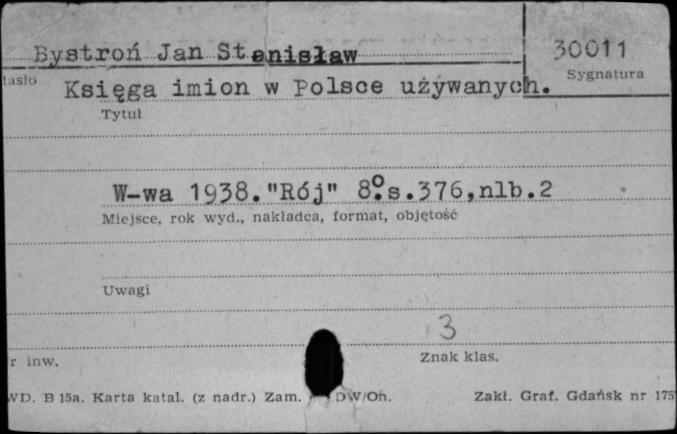 Bystroń Jan Stanisław
30011
Sygnatura
Księga imion w Polsce używanych.
Tytuł
W-wa 1938. "Rój" 8° s.376,nlb.2
Miejsce, rok wyd., nakładca, format, objętość
Uwagi
3
Znak klas.
r inw.
WD. B 15a. Karta katal. (z nadr.) Zam. DW/Oh.
Zakł. Graf. Gdańsk nr 175